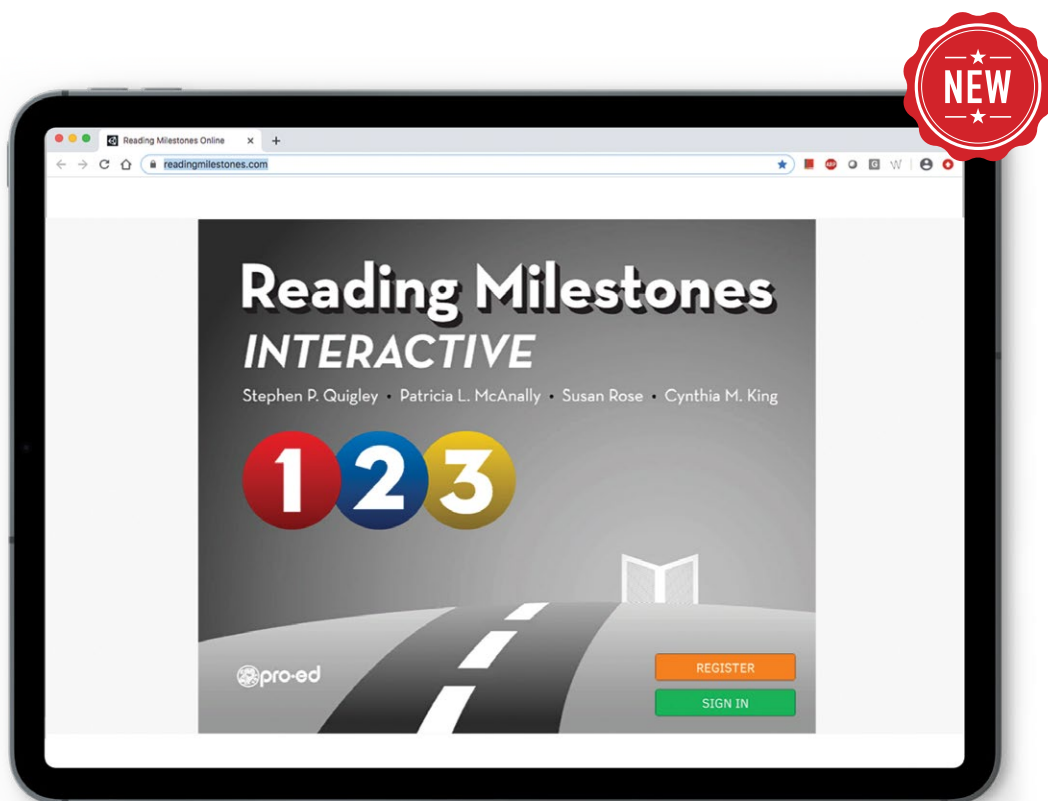 NEW
Reading Milestones Online
readingmilestones.com
Reading Milestones
INTERACTIVE
Stephen P. Quigley • Patricia L. McAnally • Susan Rose • Cynthia M. King
1 2 3
pro-ed
REGISTER
SIGN IN